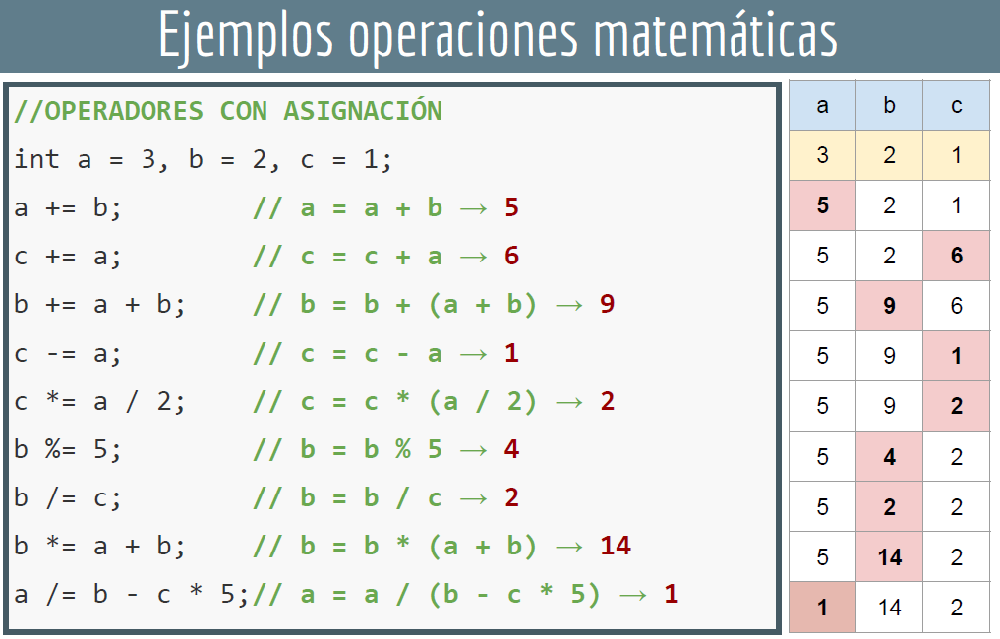 Ejemplos operaciones matemáticas
//OPERADORES CON ASIGNACIÓN
int a = 3, b = 2, c = 1;
a += b; // a = a + b → 5
c += a; // c = c + a → 6
b += a + b; // b = b + (a + b) → 9
c -= a; // c = c - a → 1
c *= a / 2; // c = c * (a / 2) → 2
b %= 5; // b = b % 5 → 4
b /= c; // b = b / c → 2
b *= a + b; // b = b * (a + b) → 14
a /= b - c * 5;// a = a / (b - c * 5) → 1
a b c
3 2 1
5 2 1
5 2 6
5 9 6
5 9 1
5 9 2
5 4 2
5 2 2
5 14 2
1 14 2